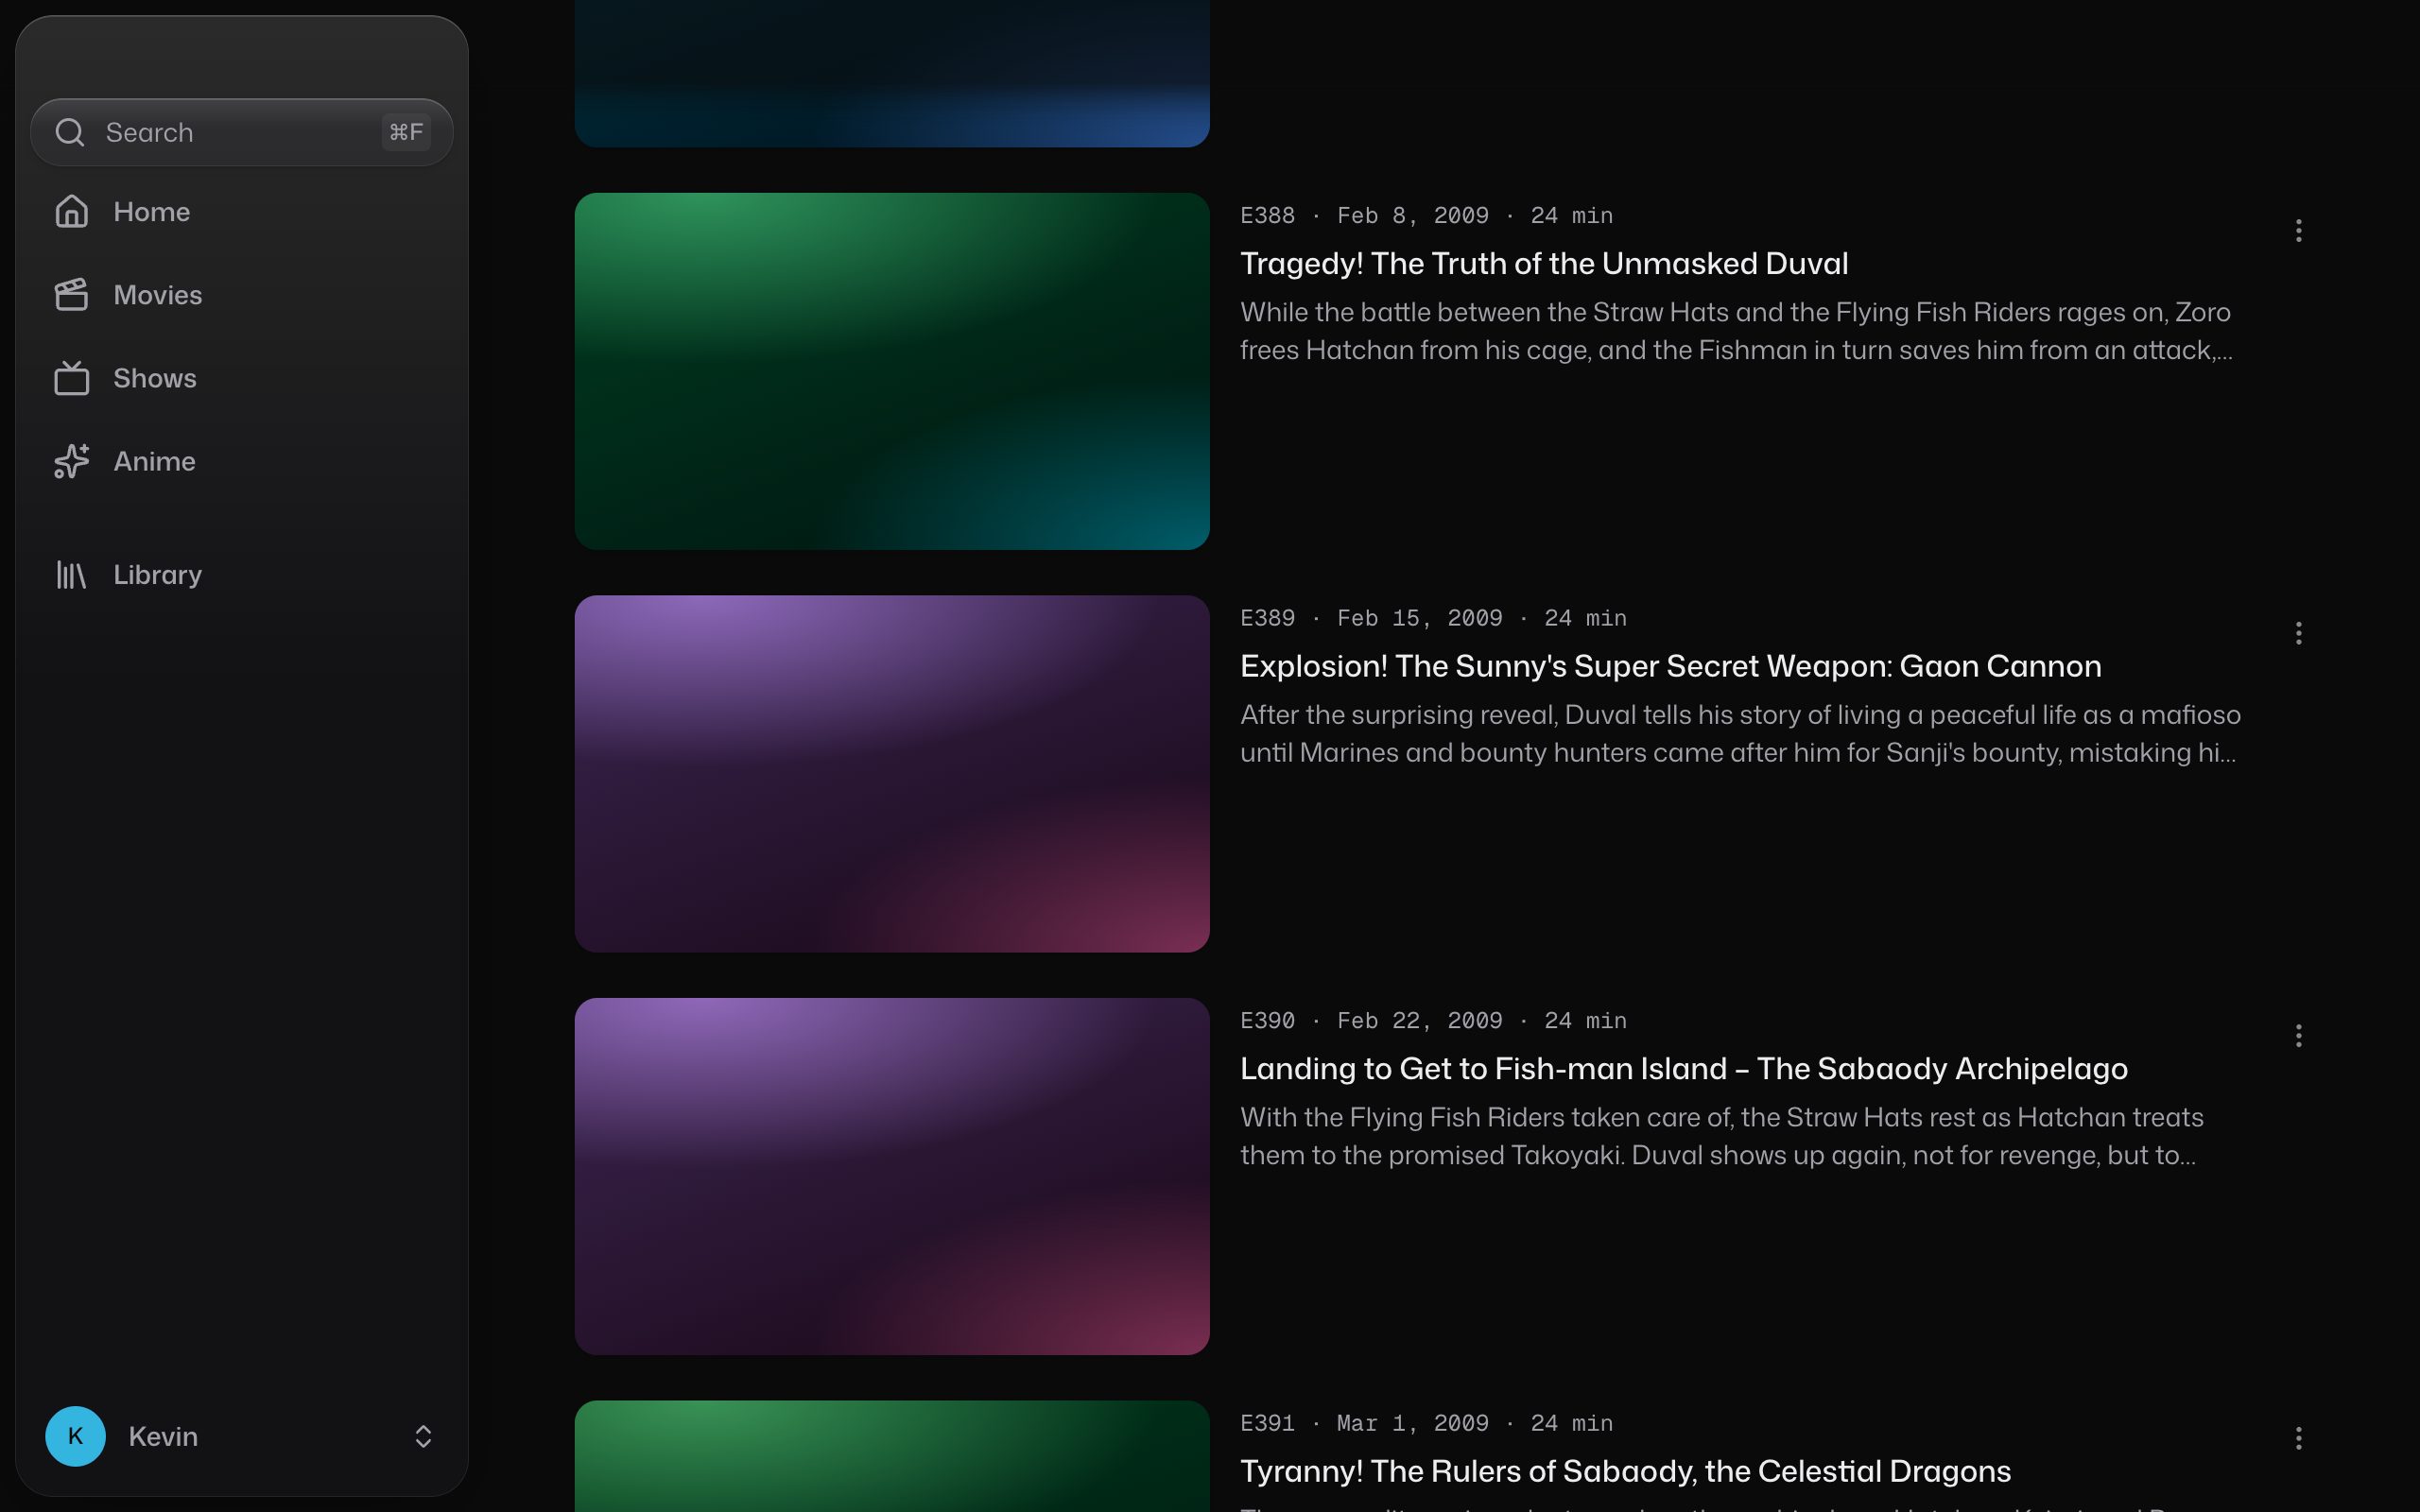 Search
⌘F
Home
Movies
Shows
Anime
Library
K
Kevin
E388 · Feb 8, 2009 · 24 min
Tragedy! The Truth of the Unmasked Duval
While the battle between the Straw Hats and the Flying Fish Riders rages on, Zoro
frees Hatchan from his cage, and the Fishman in turn saves him from an attack,…
E389 · Feb 15, 2009 · 24 min
Explosion! The Sunny's Super Secret Weapon: Gaon Cannon
After the surprising reveal, Duval tells his story of living a peaceful life as a mafioso
until Marines and bounty hunters came after him for Sanji's bounty, mistaking hi…
E390 · Feb 22, 2009 · 24 min
Landing to Get to Fish-man Island – The Sabaody Archipelago
With the Flying Fish Riders taken care of, the Straw Hats rest as Hatchan treats
them to the promised Takoyaki. Duval shows up again, not for revenge, but to…
E391 · Mar 1, 2009 · 24 min
Tyranny! The Rulers of Sabaody, the Celestial Dragons